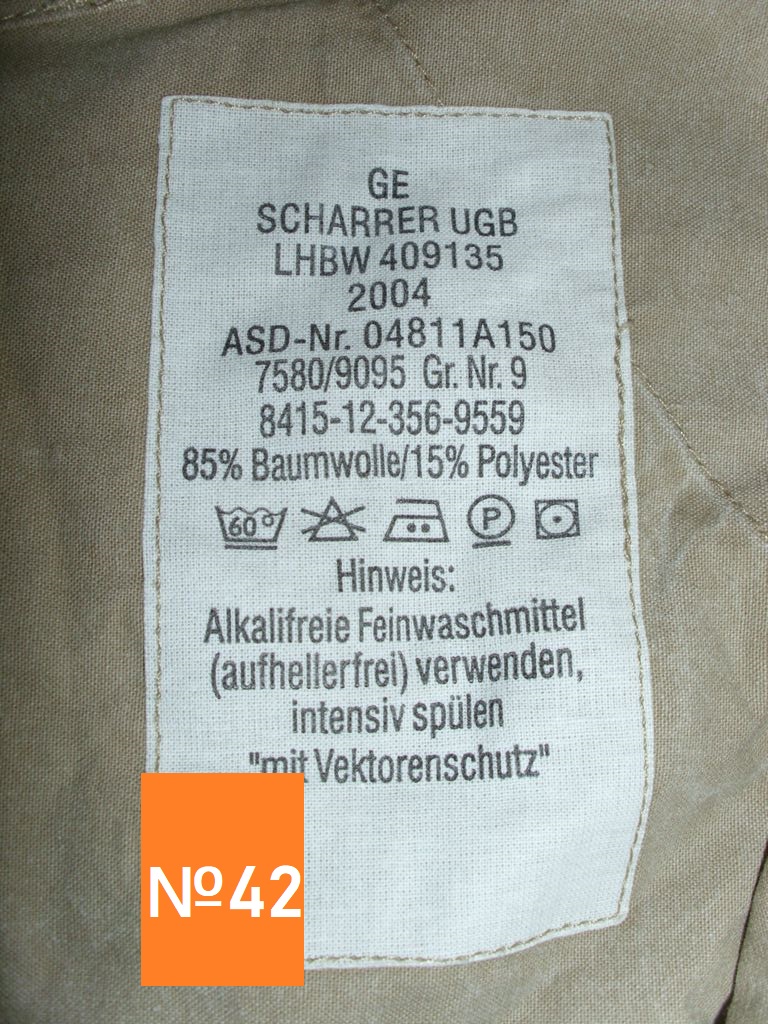 GE
SCHARRER UGB
LHBW 409135
2004
ASD-Nr. 04811A150
7580/9095 Gr. Nr. 9
8415-12-356-9559
85% Baumwolle/15% Polyester
60° P
Hinweis:
Alkalifreie Feinwaschmittel
(aufhellerfrei) verwenden,
intensiv spülen
"mit Vektorenschutz"
№42